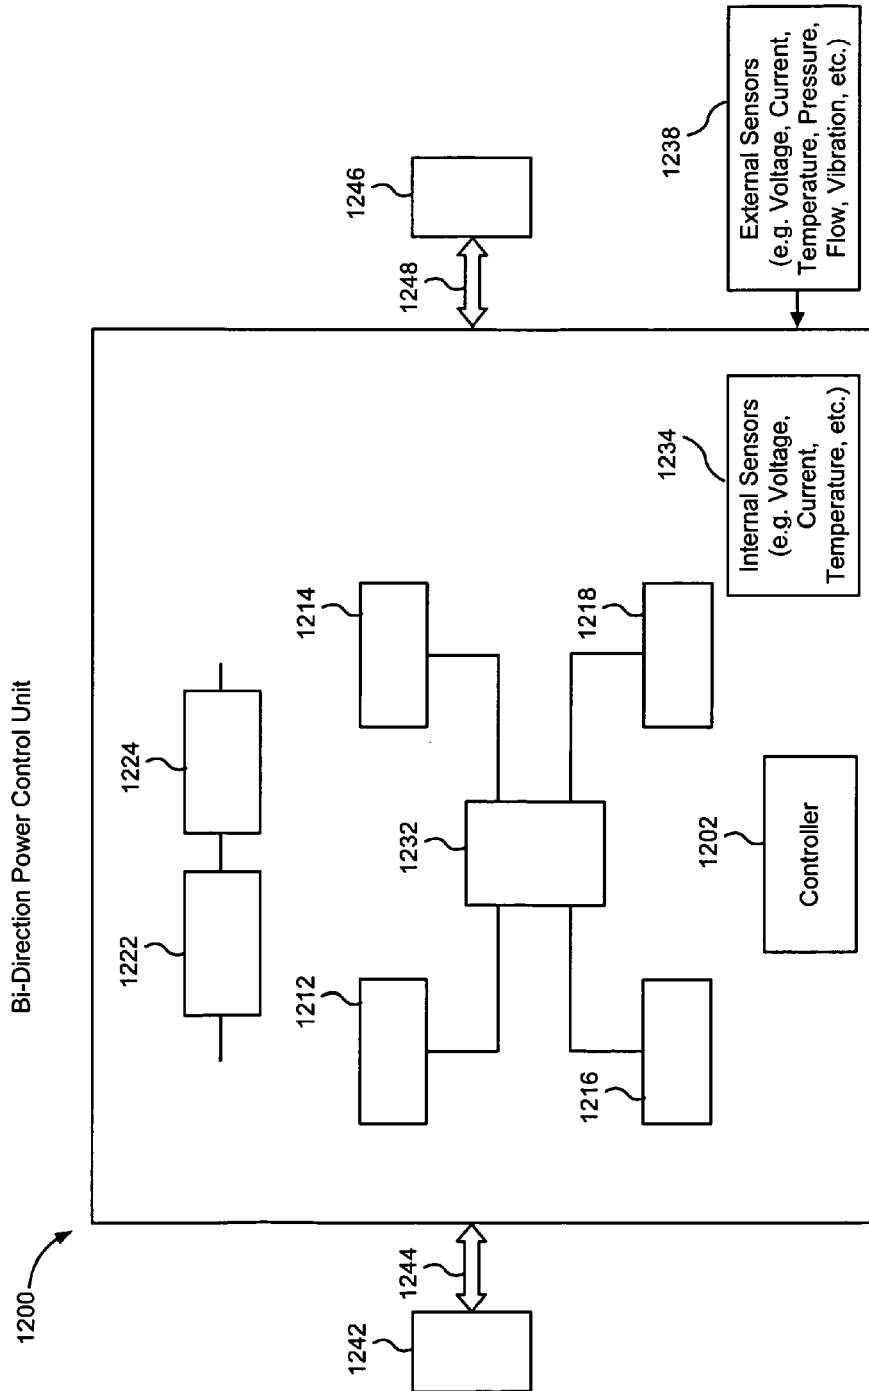 Bi-Direction Power Control Unit
1200
1222
1224
1212
1214
1232
1216
1218
1242
1244
1248
1246
1202
Controller
1234
Internal Sensors
(e.g. Voltage,
Current,
Temperature, etc.)
1238
External Sensors
(e.g. Voltage, Current,
Temperature, Pressure,
Flow, Vibration, etc.)